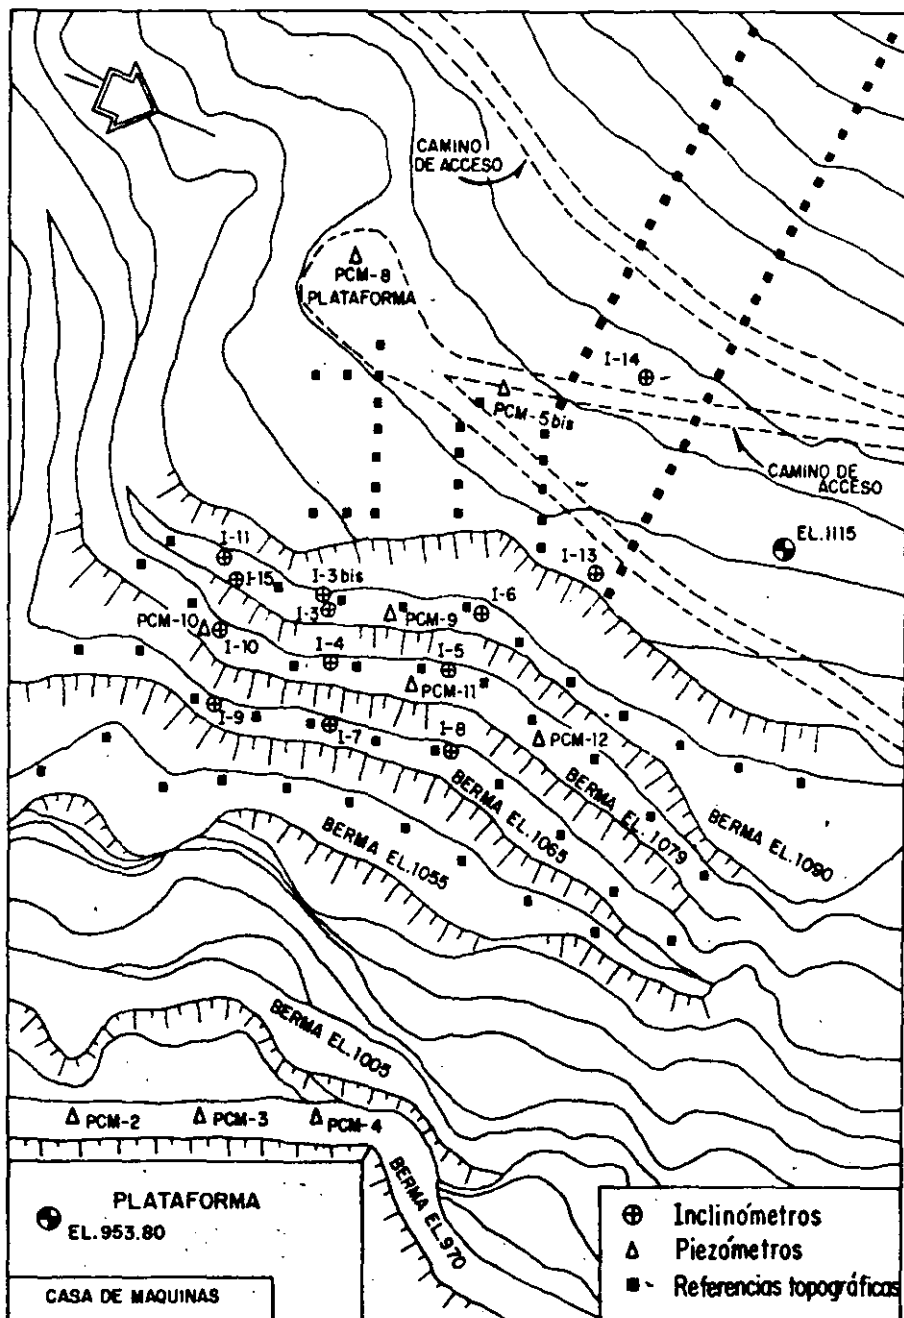 CAMINO
DE ACCESO
PCM-8
PLATAFORMA
I-14
PCM-5bis
CAMINO DE
ACCESO
EL.1115
I-11
I-13
I-15
I-3bis
I-3
I-6
PCM-9
PCM-10
I-10
I-4
I-5
PCM-11
I-9
I-7
I-8
PCM-12
BERMA EL.1090
BERMA EL.1079
BERMA EL.1065
BERMA EL.1055
BERMA EL.1005
PCM-2
PCM-3
PCM-4
BERMA EL.970
PLATAFORMA
EL.953.80
CASA DE MAQUINAS
Inclinómetros
Piezómetros
Referencias topográficas